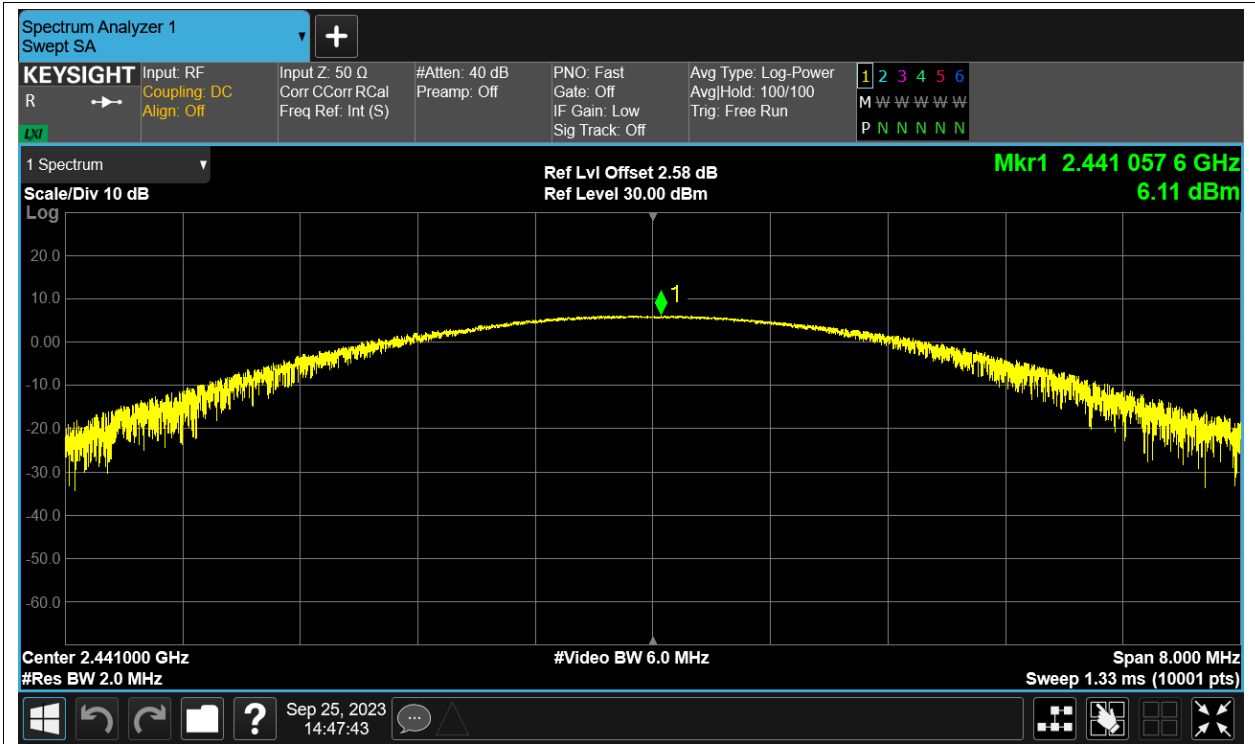 Spectrum Analyzer 1
Swept SA
+
KEYSIGHT
R
LXI
Input: RF
Coupling: DC
Align: Off
Input Z: 50 Ω
Corr CCorr RCal
Freq Ref: Int (S)
#Atten: 40 dB
Preamp: Off
PNO: Fast
Gate: Off
IF Gain: Low
Sig Track: Off
Avg Type: Log-Power
Avg|Hold: 100/100
Trig: Free Run
1 2 3 4 5 6
M W W W W W
P N N N N N
1 Spectrum
Scale/Div 10 dB
Log
Ref Lvl Offset 2.58 dB
Ref Level 30.00 dBm
Mkr1 2.441 057 6 GHz
6.11 dBm
20.0
10.0
1
0.00
-10.0
-20.0
-30.0
-40.0
-50.0
-60.0
Center 2.441000 GHz
#Res BW 2.0 MHz
#Video BW 6.0 MHz
Span 8.000 MHz
Sweep 1.33 ms (10001 pts)
?
Sep 25, 2023
14:47:43